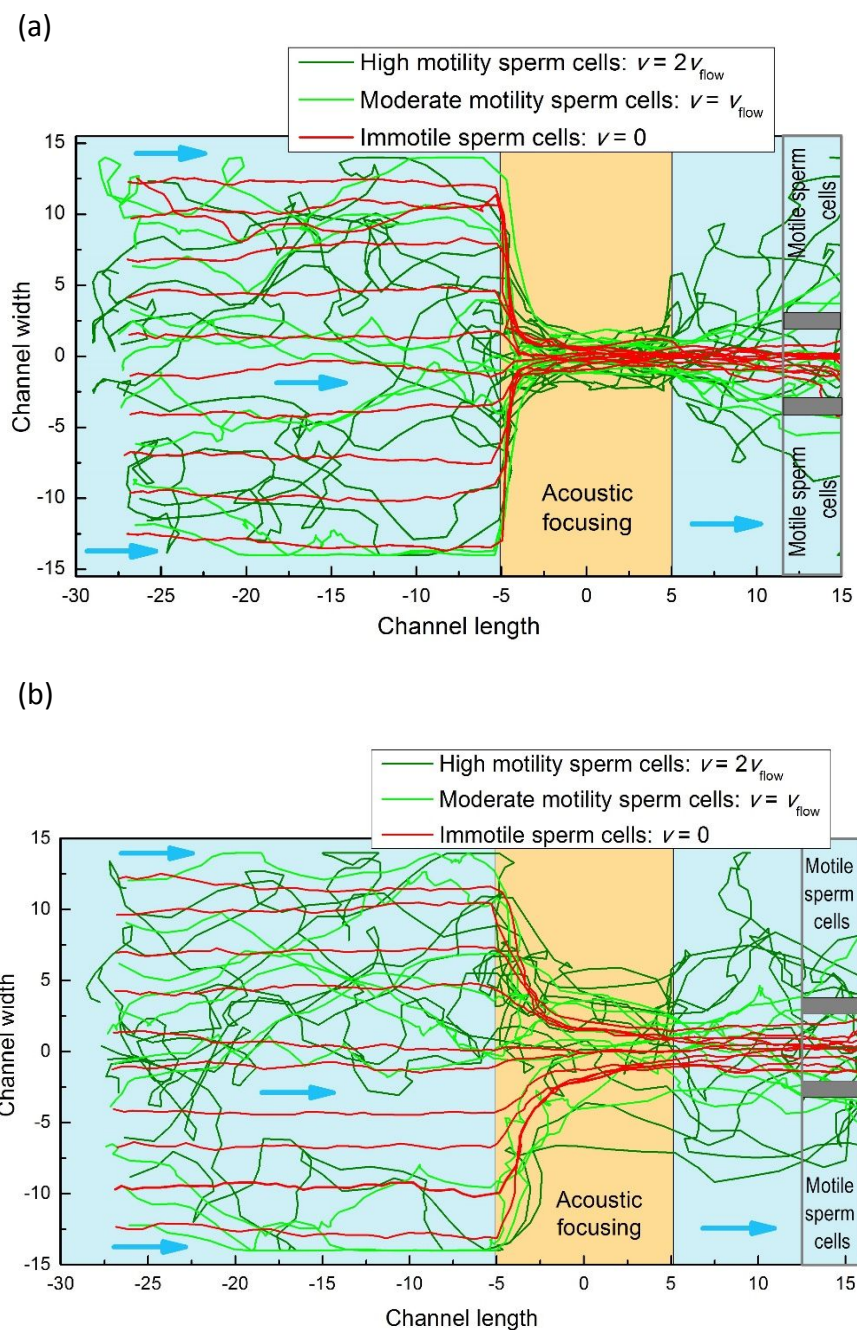 (a)
High motility sperm cells: v = 2v_flow
Moderate motility sperm cells: v = v_flow
Immotile sperm cells: v = 0
15
10
5
0
-5
-10
-15
Channel width
Motile sperm
cells
Motile sperm
cells
Acoustic
focusing
-30 -25 -20 -15 -10 -5 0 5 10 15
Channel length
(b)
High motility sperm cells: v = 2v_flow
Moderate motility sperm cells: v = v_flow
Immotile sperm cells: v = 0
15
10
5
0
-5
-10
-15
Channel width
Motile
sperm
cells
Motile
sperm
cells
Acoustic
focusing
-30 -25 -20 -15 -10 -5 0 5 10 15
Channel length